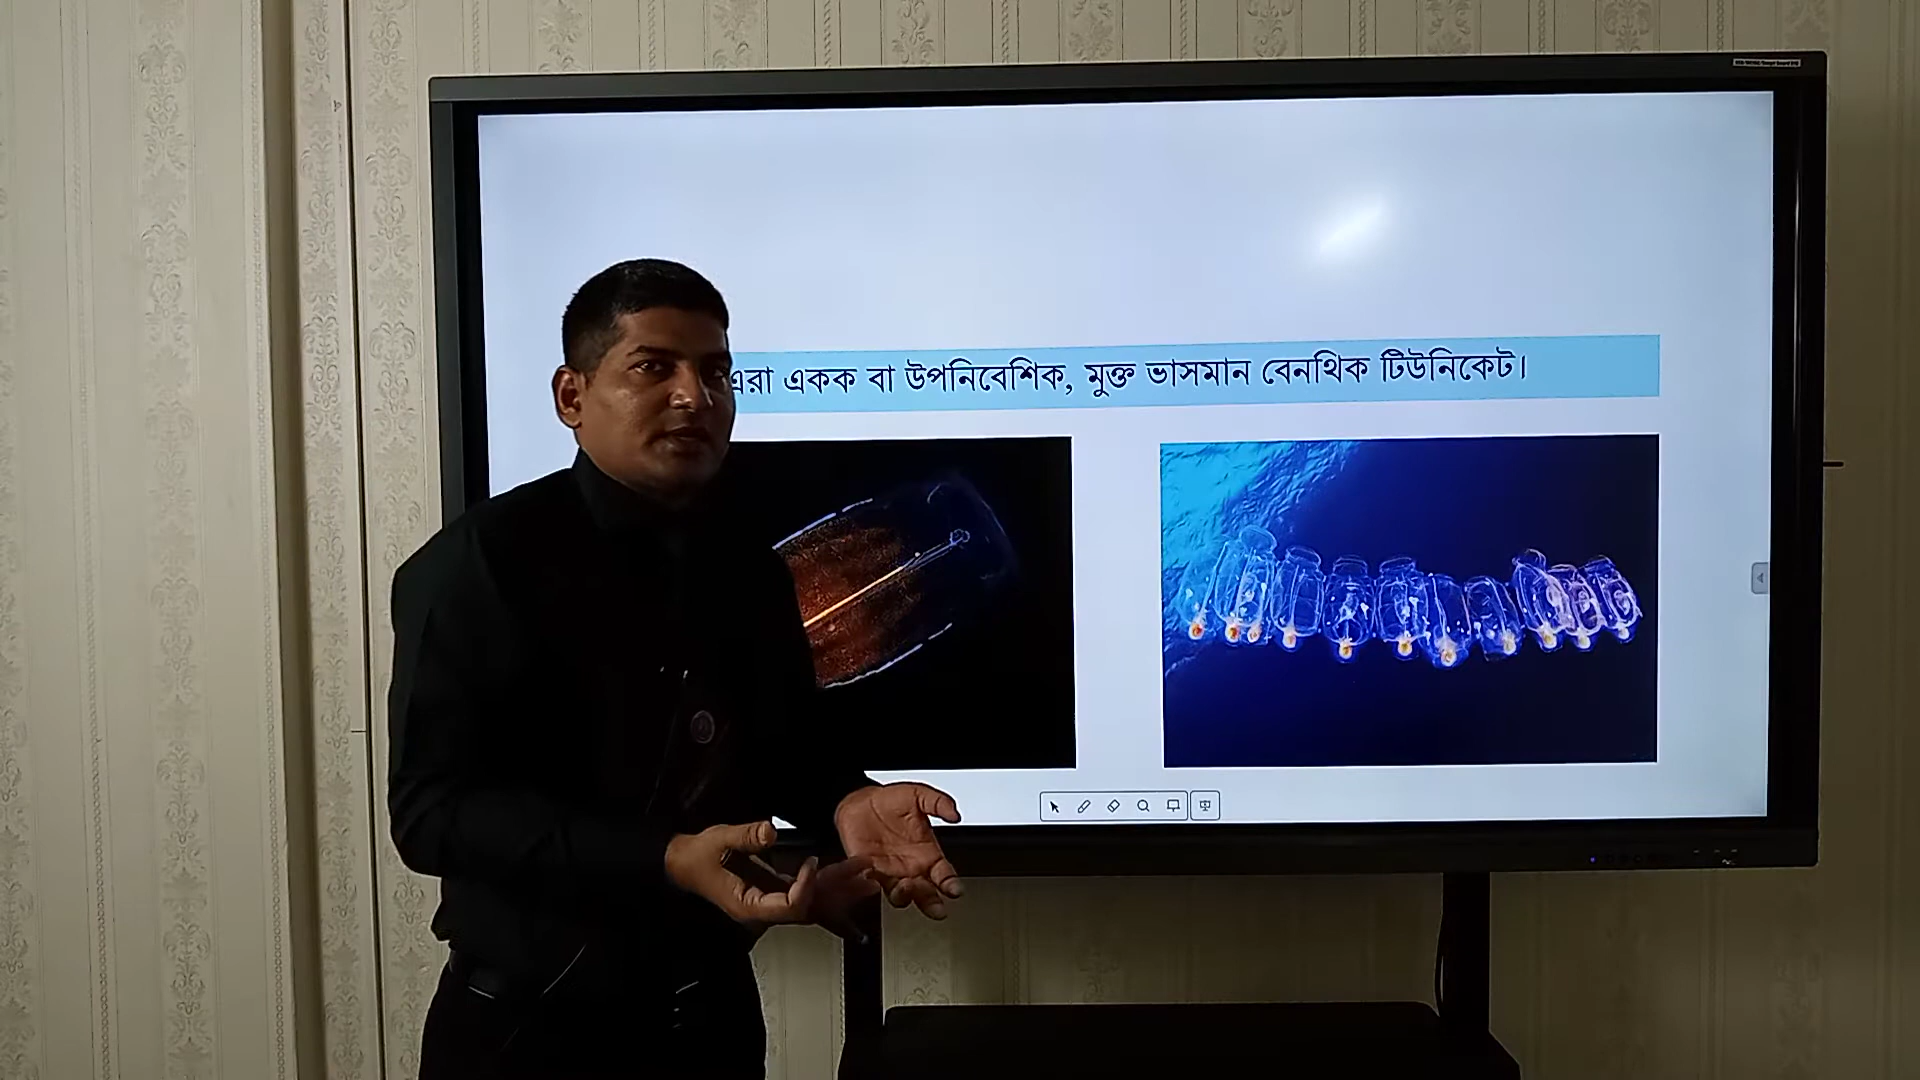 এরা একক বা উপনিবেশিক, মুক্ত ভাসমান বেনথিক টিউনিকেট।